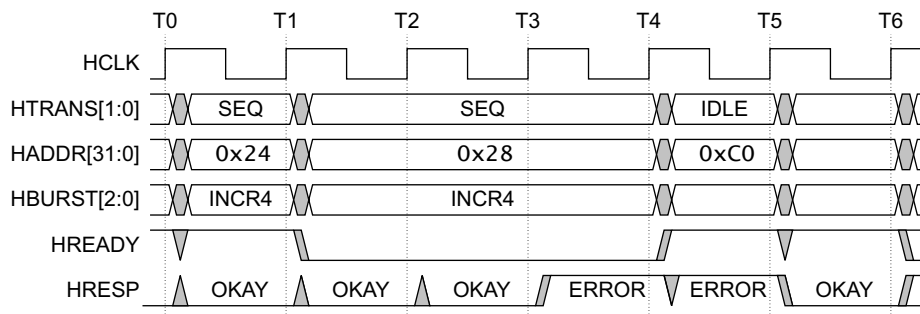 T0 T1 T2 T3 T4 T5 T6
HCLK
HTRANS[1:0] SEQ SEQ IDLE
HADDR[31:0] 0x24 0x28 0xC0
HBURST[2:0] INCR4 INCR4
HREADY
HRESP OKAY OKAY OKAY ERROR ERROR OKAY